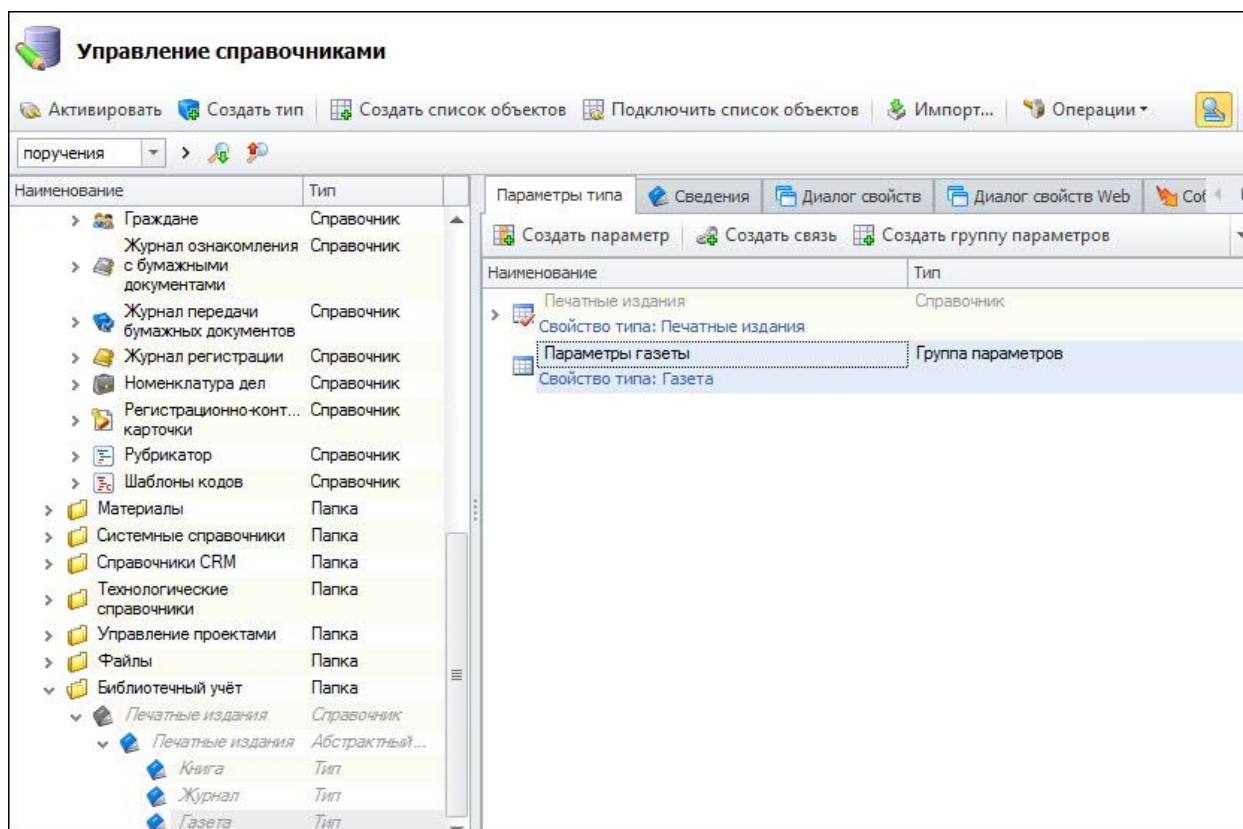 Управление справочниками
Активировать Создать тип Создать список объектов Подключить список объектов Импорт... Операции
поручения
Наименование Тип
Граждане Справочник
Журнал ознакомления Справочник
с бумажными
документами
Журнал передачи Справочник
бумажных документов
Журнал регистрации Справочник
Номенклатура дел Справочник
Регистрационно-конт... Справочник
карточки
Рубрикатор Справочник
Шаблоны кодов Справочник
Материалы Папка
Системные справочники Папка
Справочники CRM Папка
Технологические Папка
справочники
Управление проектами Папка
Файлы Папка
Библиотечный учёт Папка
Печатные издания Справочник
Печатные издания Абстрактный...
Книга Тип
Журнал Тип
Газета Тип
Параметры типа Сведения Диалог свойств Диалог свойств Web
Создать параметр Создать связь Создать группу параметров
Наименование Тип
Печатные издания Справочник
Свойство типа: Печатные издания
Параметры газеты Группа параметров
Свойство типа: Газета